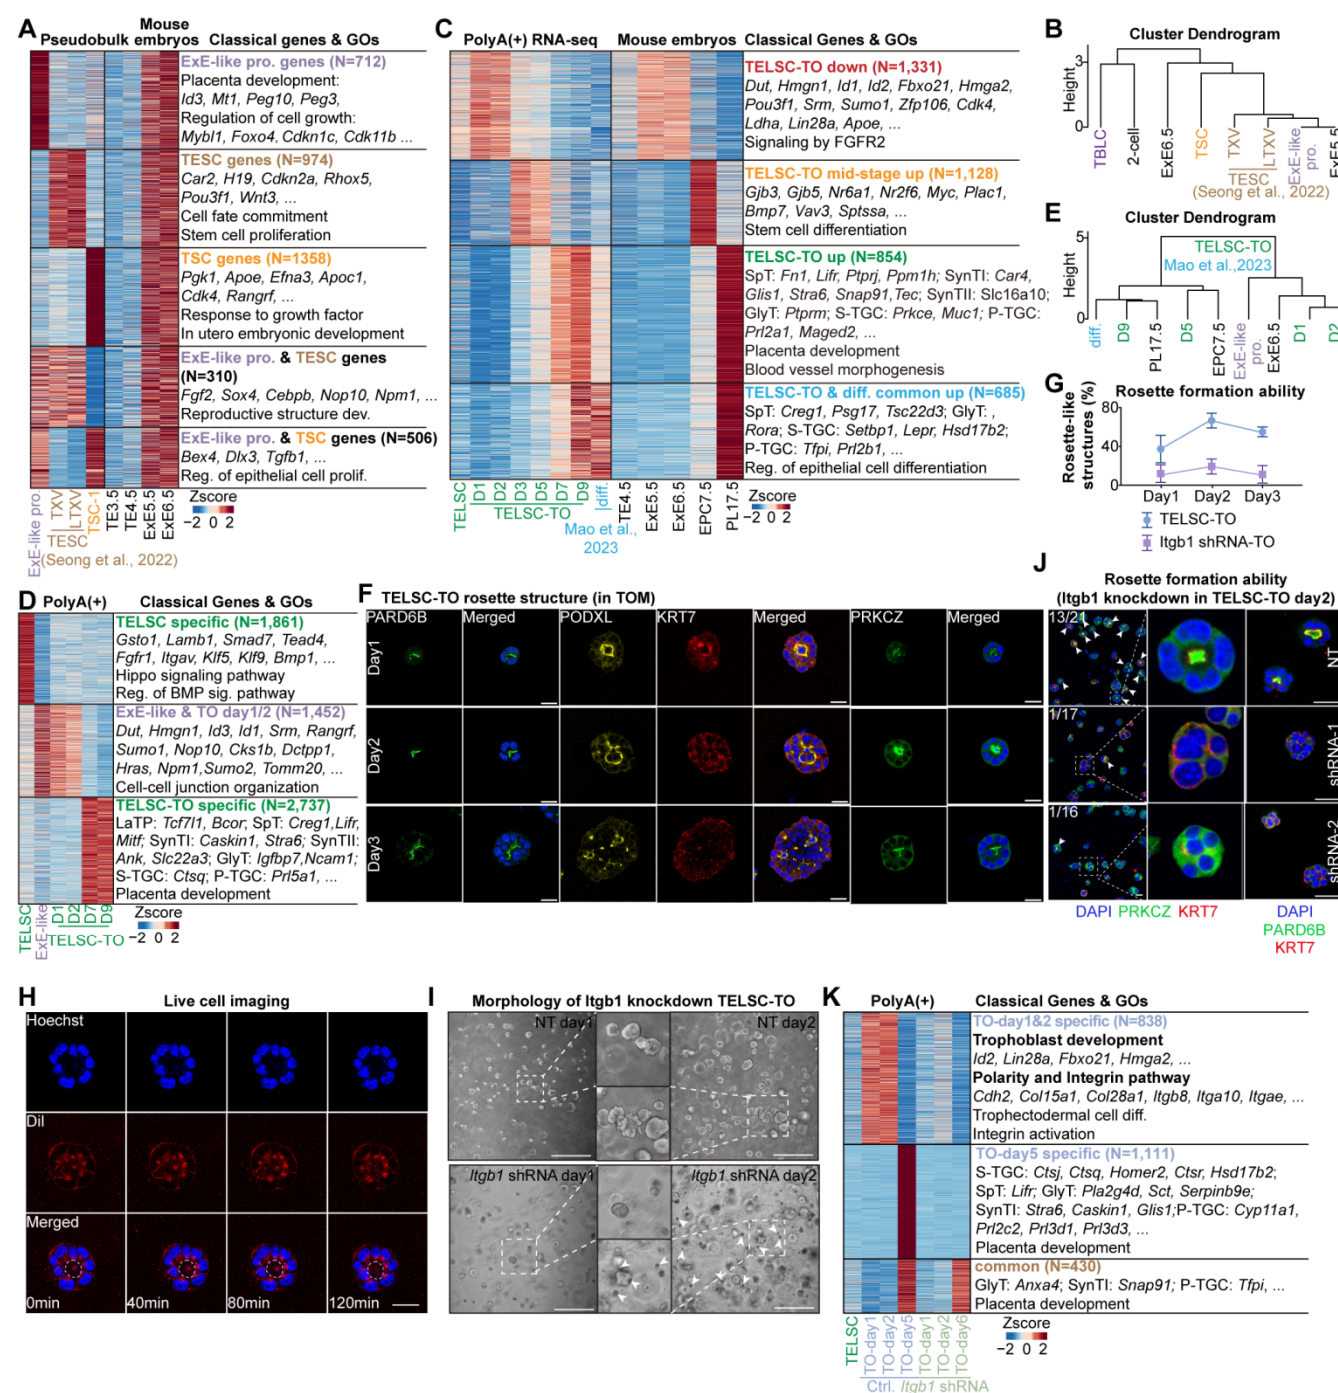 A
Pseudobulk
Mouse
embryos
Classical genes & GOs
ExE-like pro. genes (N=712)
Placenta development:
Id3, Mt1, Peg10, Peg3,
Regulation of cell growth:
Mybl1, Foxo4, Cdkn1c, Cdk11b ...
TESC genes (N=974)
Car2, H19, Cdkn2a, Rhox5,
Pou3f1, Wnt3, ...
Cell fate commitment
Stem cell proliferation
TSC genes (N=1358)
Pgk1, Apoe, Efna3, Apoc1,
Cdk4, Rangrf, ...
Response to growth factor
In utero embryonic development
ExE-like pro. & TESC genes
(N=310)
Fgf2, Sox4, Cebpb, Nop10, Npm1, ...
Reproductive structure dev.
ExE-like pro. & TSC genes (N=506)
Bex4, Dlx3, Tgfb1, ...
Reg. of epithelial cell prolif.
ExE-like pro.
TXV
LTXV
TSC-1
TE3.5
TE4.5
ExE5.5
ExE6.5
TESC
(Seong et al., 2022)
Zscore
−2 0 2
C
PolyA(+) RNA-seq
Mouse embryos
Classical Genes & GOs
TELSC-TO down (N=1,331)
Dut, Hmgn1, Id1, Id2, Fbxo21, Hmga2,
Pou3f1, Srm, Sumo1, Zfp106, Cdk4,
Ldha, Lin28a, Apoe, ...
Signaling by FGFR2
TELSC-TO mid-stage up (N=1,128)
Gjb3, Gjb5, Nr6a1, Nr2f6, Myc, Plac1,
Bmp7, Vav3, Sptssa, ...
Stem cell differentiation
TELSC-TO up (N=854)
SpT: Fn1, Lifr, Ptprj, Ppm1h; SynTI: Car4,
Glis1, Stra6, Snap91,Tec; SynTII: Slc16a10;
GlyT: Ptprm; S-TGC: Prkce, Muc1; P-TGC:
Prl2a1, Maged2, ...
Placenta development
Blood vessel morphogenesis
TELSC-TO & diff. common up (N=685)
SpT: Creg1, Psg17, Tsc22d3; GlyT: ,
Rora; S-TGC: Setbp1, Lepr, Hsd17b2;
P-TGC: Tfpi, Prl2b1, ...
Reg. of epithelial cell differentiation
TELSC
D1
D2
D3
D5
D7
D9
diff.
TE4.5
ExE5.5
ExE6.5
EPC7.5
PL17.5
TELSC-TO
Mao et al.,
2023
Zscore
−2 0 2
B
Cluster Dendrogram
Height
3
0
TBLC
2-cell
ExE6.5
TSC
TXV
LTXV
ExE-like
pro.
ExE5.5
TESC
(Seong et al., 2022)
E
Cluster Dendrogram
Height
5
0
TELSC-TO
Mao et al.,2023
diff.
D9
PL17.5
D5
EPC7.5
ExE-like
pro.
ExE6.5
D1
D2
G
Rosette formation ability
Rosette-like
structures (%)
80
40
0
Day1 Day2 Day3
TELSC-TO
Itgb1 shRNA-TO
D
PolyA(+)
Classical Genes & GOs
TELSC specific (N=1,861)
Gsto1, Lamb1, Smad7, Tead4,
Fgfr1, Itgav, Klf5, Klf9, Bmp1, ...
Hippo signaling pathway
Reg. of BMP sig. pathway
ExE-like & TO day1/2 (N=1,452)
Dut, Hmgn1, Id3, Id1, Srm, Rangrf,
Sumo1, Nop10, Cks1b, Dctpp1,
Hras, Npm1,Sumo2, Tomm20, ...
Cell-cell junction organization
TELSC-TO specific (N=2,737)
LaTP: Tcf7l1, Bcor; SpT: Creg1,Lifr,
Mitf; SynTI: Caskin1, Stra6; SynTII:
Ank, Slc22a3; GlyT: Igfbp7,Ncam1;
S-TGC: Ctsq; P-TGC: Prl5a1, ...
Placenta development
TELSC
ExE-like
D1
D2
D7
D9
TELSC-TO
Zscore
−2 0 2
F
TELSC-TO rosette structure (in TOM)
PARD6B
Merged
PODXL
KRT7
Merged
PRKCZ
Merged
Day1
Day2
Day3
J
Rosette formation ability
(Itgb1 knockdown in TELSC-TO day2)
13/21
NT
1/17
shRNA-1
1/16
shRNA-2
DAPI PRKCZ KRT7
DAPI
PARD6B
KRT7
H
Live cell imaging
Hoechst
Dil
Merged
0min
40min
80min
120min
I
Morphology of Itgb1 knockdown TELSC-TO
NT day1
NT day2
Itgb1 shRNA day1
Itgb1 shRNA day2
K
PolyA(+)
Classical Genes & GOs
TO-day1&2 specific (N=838)
Trophoblast development
Id2, Lin28a, Fbxo21, Hmga2, ...
Polarity and Integrin pathway
Cdh2, Col15a1, Col28a1, Itgb8, Itga10, Itgae, ...
Trophectodermal cell diff.
Integrin activation
TO-day5 specific (N=1,111)
S-TGC: Ctsj, Ctsq, Homer2, Ctsr, Hsd17b2;
SpT: Lifr; GlyT: Pla2g4d, Sct, Serpinb9e;
SynTI: Stra6, Caskin1, Glis1;P-TGC: Cyp11a1,
Prl2c2, Prl3d1, Prl3d3, ...
Placenta development
common (N=430)
GlyT: Anxa4; SynTI: Snap91; P-TGC: Tfpi, ...
Placenta development
TELSC
TO-day1
TO-day2
TO-day5
TO-day1
TO-day2
TO-day6
Ctrl.
Itgb1 shRNA
Zscore
−2 0 2